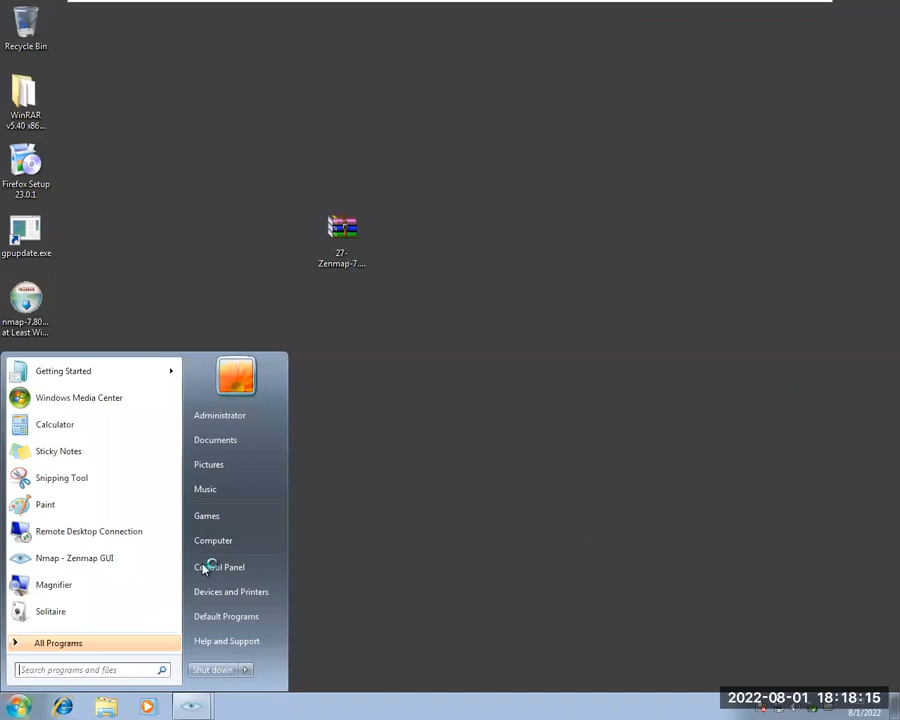 Recycle Bin
WinRAR
v5.40 x86...
Firefox Setup
23.0.1
gpupdate.exe
nmap-7.80...
at Least Wi...
27-
Zenmap-7....
Getting Started
Windows Media Center
Calculator
Sticky Notes
Snipping Tool
Paint
Remote Desktop Connection
Nmap - Zenmap GUI
Magnifier
Solitaire
All Programs
Search programs and files
Administrator
Documents
Pictures
Music
Games
Computer
Control Panel
Devices and Printers
Default Programs
Help and Support
Shut down
2022-08-01 18:18:15
8/1/2022